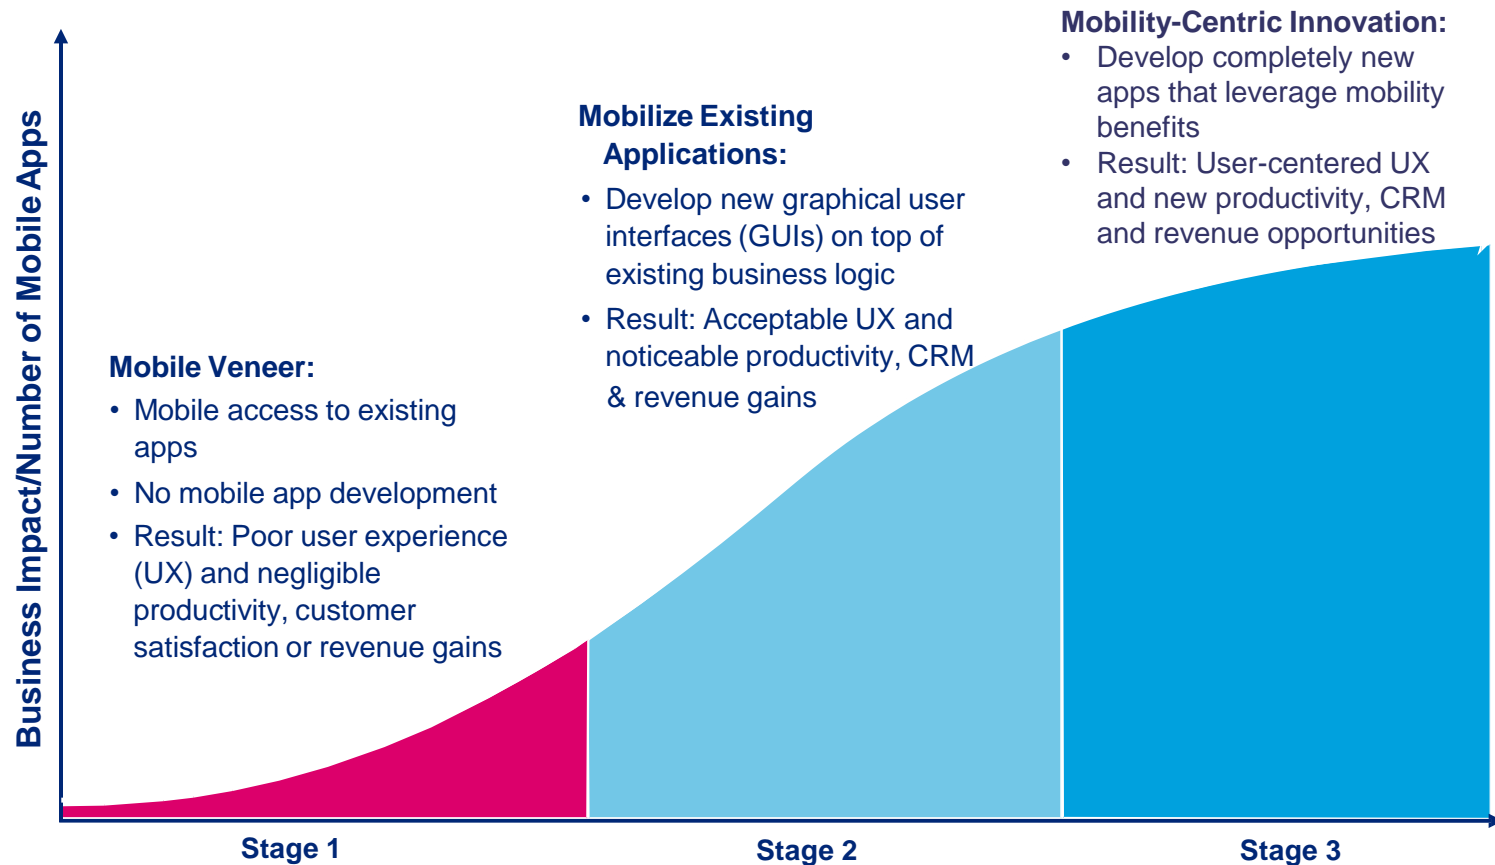 Mobility-Centric Innovation:
• Develop completely new
apps that leverage mobility
benefits
• Result: User-centered UX
and new productivity, CRM
and revenue opportunities
Mobilize Existing
Applications:
• Develop new graphical user
interfaces (GUIs) on top of
existing business logic
• Result: Acceptable UX and
noticeable productivity, CRM
& revenue gains
Mobile Veneer:
• Mobile access to existing
apps
• No mobile app development
• Result: Poor user experience
(UX) and negligible
productivity, customer
satisfaction or revenue gains
Business Impact/Number of Mobile Apps
Stage 1
Stage 2
Stage 3